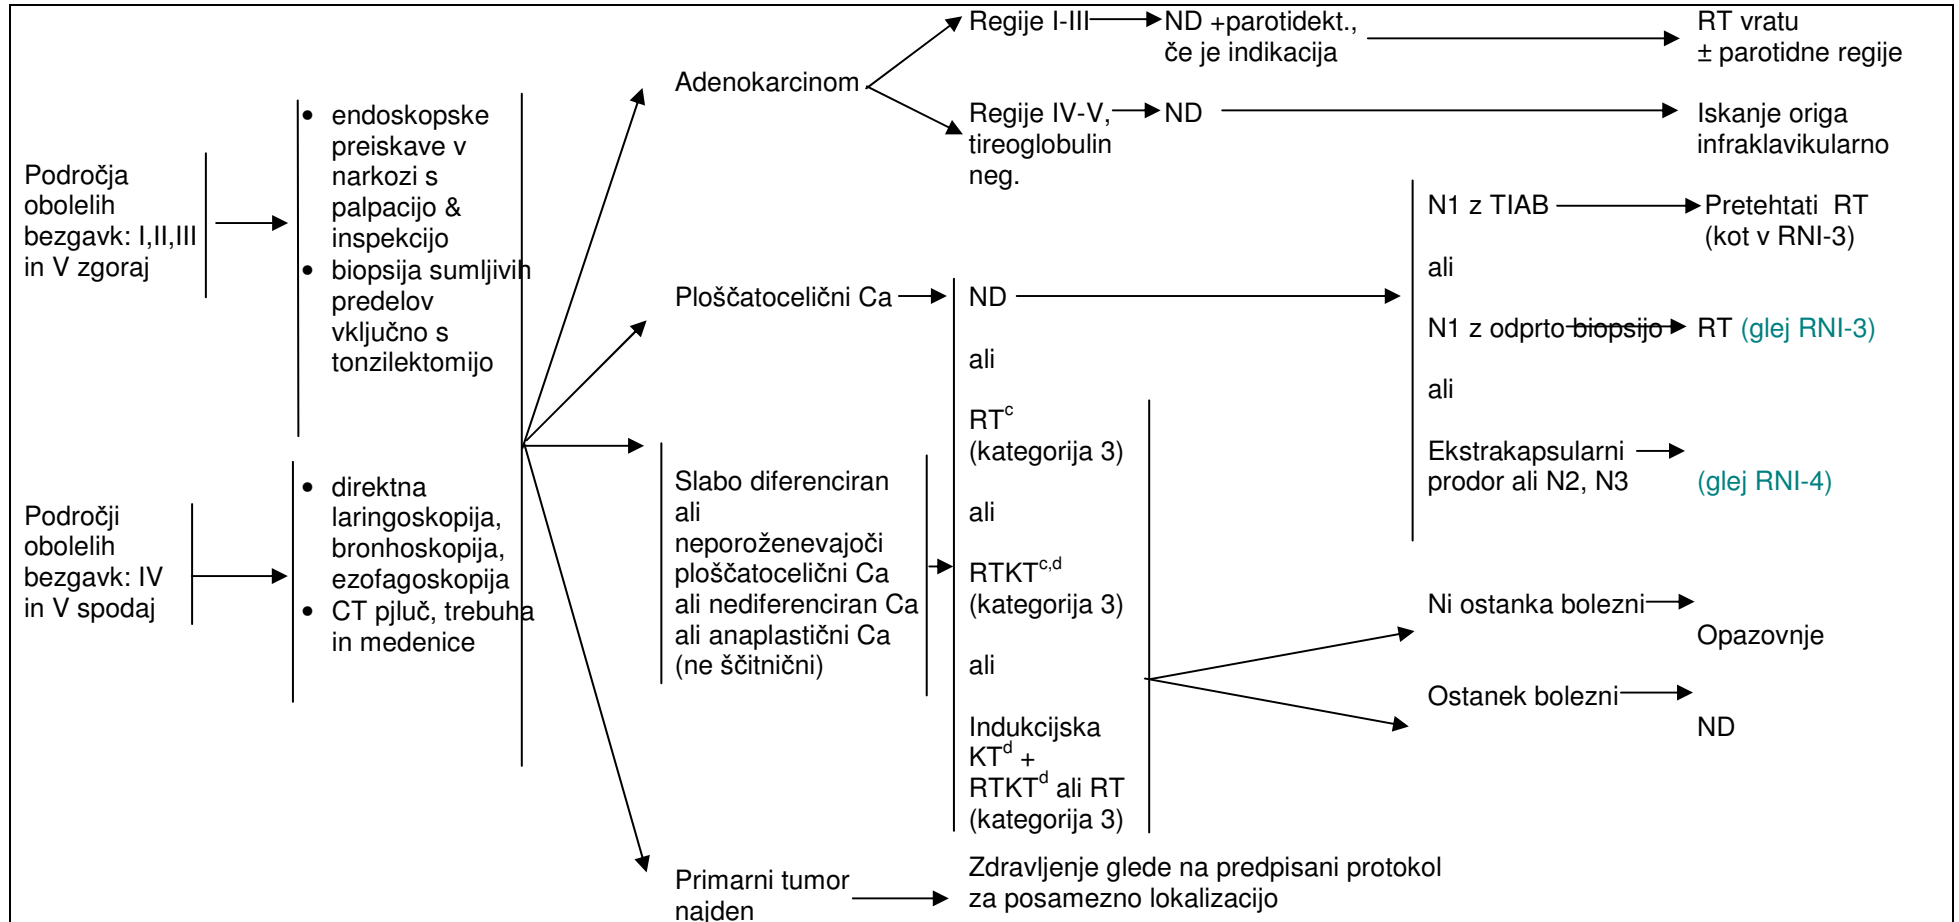 Področja
obolelih
bezgavk: I,II,III
in V zgoraj
• endoskopske
preiskave v
narkozi s
palpacijo &
inspekcijo
• biopsija sumljivih
predelov
vključno s
tonzilektomijo
Področji
obolelih
bezgavk: IV
in V spodaj
• direktna
laringoskopija,
bronhoskopija,
ezofagoskopija
• CT pjluč, trebuha
in medenice
Adenokarcinom
Regije I-III
ND +parotidekt.,
če je indikacija
RT vratu
± parotidne regije
Regije IV-V,
tireoglobulin
neg.
ND
Iskanje origa
infraklavikularno
Ploščatocelični Ca
Slabo diferenciran
ali
neporoženevajoči
ploščatocelični Ca
ali nediferenciran Ca
ali anaplastični Ca
(ne ščitnični)
ND
ali
RTc
(kategorija 3)
ali
RTKTc,d
(kategorija 3)
ali
Indukcijska
KTd +
RTKTd ali RT
(kategorija 3)
N1 z TIAB
Pretehtati RT
(kot v RNI-3)
ali
N1 z odprto biopsijo
RT (glej RNI-3)
ali
Ekstrakapsularni
prodor ali N2, N3
(glej RNI-4)
Ni ostanka bolezni
Opazovnje
Ostanek bolezni
ND
Primarni tumor
najden
Zdravljenje glede na predpisani protokol
za posamezno lokalizacijo